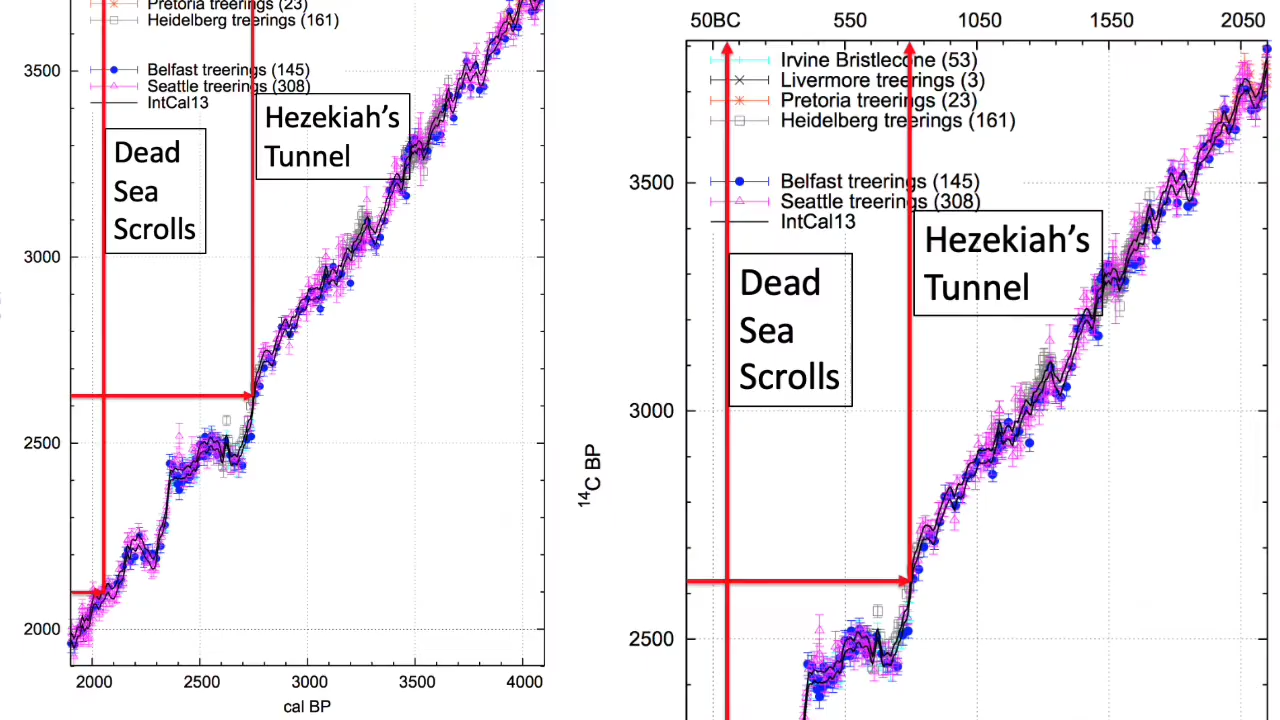 Pretoria treerings (23)
Heidelberg treerings (161)
3500
Belfast treerings (145)
Seattle treerings (308)
IntCal13
Hezekiah's
Tunnel
Dead
Sea
Scrolls
3000
2500
2000
2000 2500 3000 3500 4000
cal BP
50BC 550 1050 1550 2050
Irvine Bristlecone (53)
Livermore treerings (3)
Pretoria treerings (23)
Heidelberg treerings (161)
3500
Belfast treerings (145)
Seattle treerings (308)
IntCal13
Hezekiah's
Tunnel
Dead
Sea
Scrolls
3000
14C BP
2500